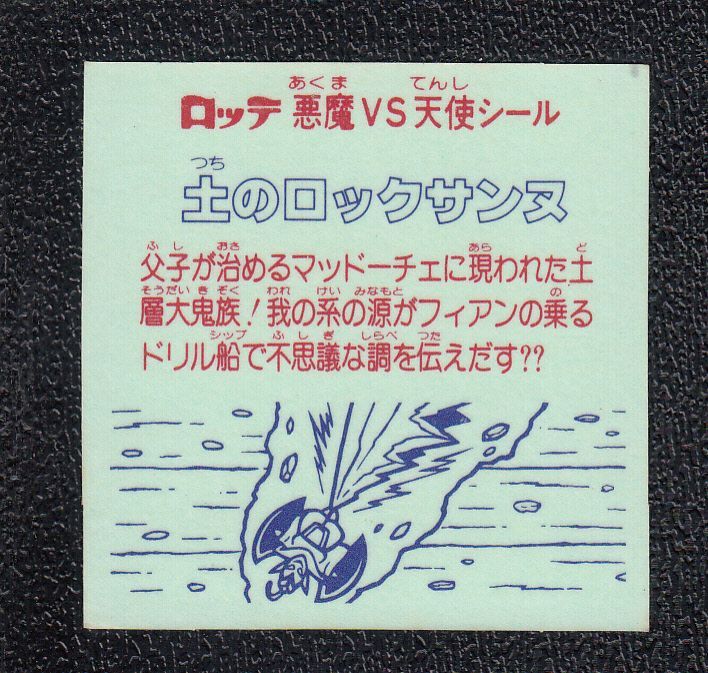 あくま てんし
ロッテ 悪魔VS天使シール
つち
土のロックサンヌ
ふし おさ あら ど
父子が治めるマッドーチェに現われた土
そうだい きぞく われ けい みなもと の
層大鬼族!我の系の源がフィアンの乗る
シップ ふしぎ しらべ つた
ドリル船で不思議な調を伝えだす??